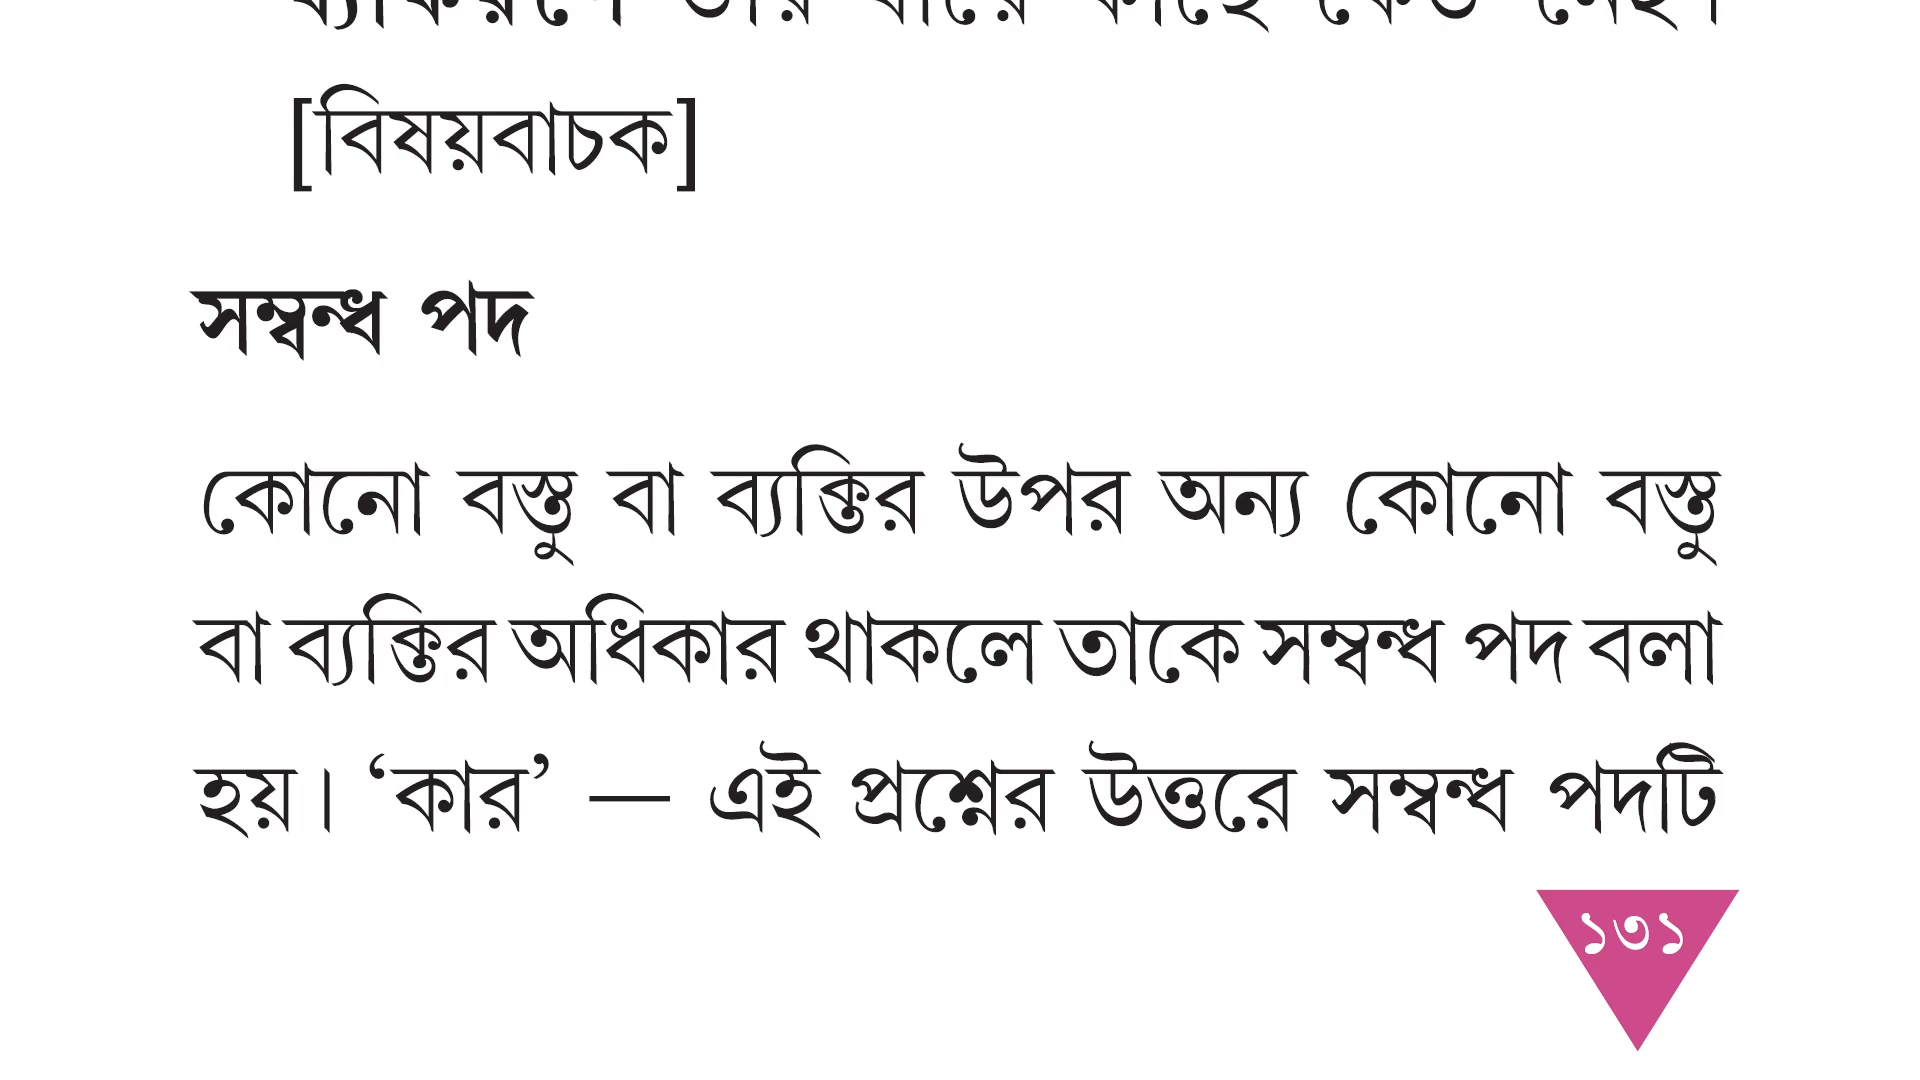 ব্যাকরণে তার ধারে কাছে কেউ নেই।
[বিষয়বাচক]
সম্বন্ধ পদ
কোনো বস্তু বা ব্যক্তির উপর অন্য কোনো বস্তু
বা ব্যক্তির অধিকার থাকলে তাকে সম্বন্ধ পদ বলা
হয়। ‘কার’ — এই প্রশ্নের উত্তরে সম্বন্ধ পদটি
১৩১